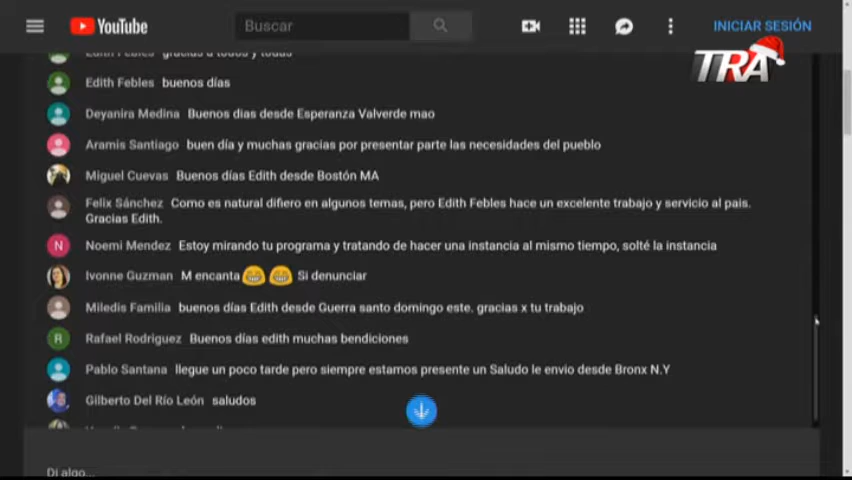 YouTube
Buscar
INICIAR SESIÓN
TRA
Edith Febles gracias a todos y todas
Edith Febles buenos días
Deyanira Medina Buenos dias desde Esperanza Valverde mao
Aramis Santiago buen día y muchas gracias por presentar parte las necesidades del pueblo
Miguel Cuevas Buenos días Edith desde Bostón MA
Felix Sánchez Como es natural difiero en algunos temas, pero Edith Febles hace un excelente trabajo y servicio al pais.
Gracias Edith.
N Noemi Mendez Estoy mirando tu programa y tratando de hacer una instancia al mismo tiempo, solté la instancia
Ivonne Guzman M encanta😂😂 Si denunciar
Miledis Familia buenos días Edith desde Guerra santo domingo este. gracias x tu trabajo
R Rafael Rodriguez Buenos días edith muchas bendiciones
Pablo Santana llegue un poco tarde pero siempre estamos presente un Saludo le envio desde Bronx N.Y
Gilberto Del Río León saludos
Di algo...